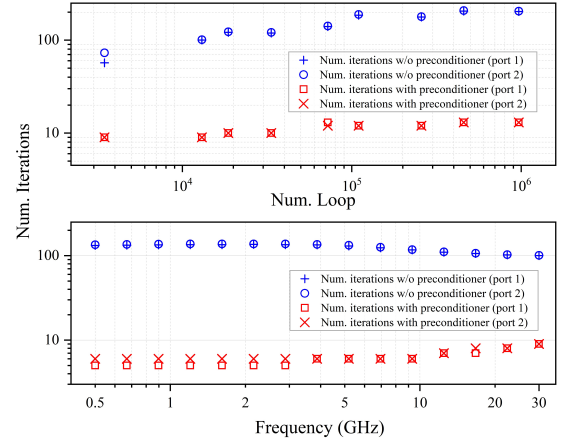 100
10
10⁴
10⁵
10⁶
Num. Loop
Num. iterations w/o preconditioner (port 1)
Num. iterations w/o preconditioner (port 2)
Num. iterations with preconditioner (port 1)
Num. iterations with preconditioner (port 2)
Num. Iterations
100
10
Num. iterations w/o preconditioner (port 1)
Num. iterations w/o preconditioner (port 2)
Num. iterations with preconditioner (port 1)
Num. iterations with preconditioner (port 2)
0.5
1
2
5
10
20
30
Frequency (GHz)